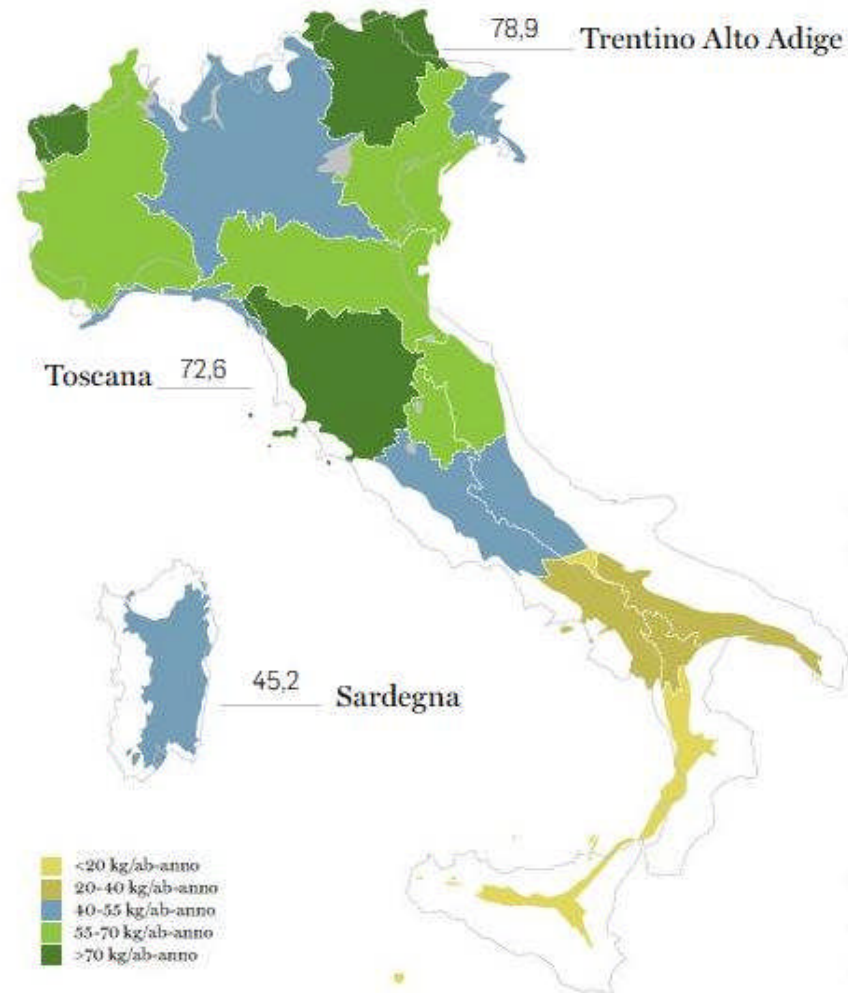 78,9 Trentino Alto Adige
Toscana 72,6
45,2 Sardegna
<20 kg/ab-anno
20-40 kg/ab-anno
40-55 kg/ab-anno
55-70 kg/ab-anno
>70 kg/ab-anno